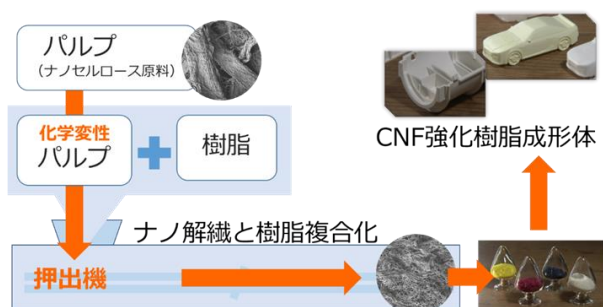 パルプ
（ナノセルロース原料）
化学変性
パルプ
樹脂
ナノ解繊と樹脂複合化
押出機
CNF強化樹脂成形体